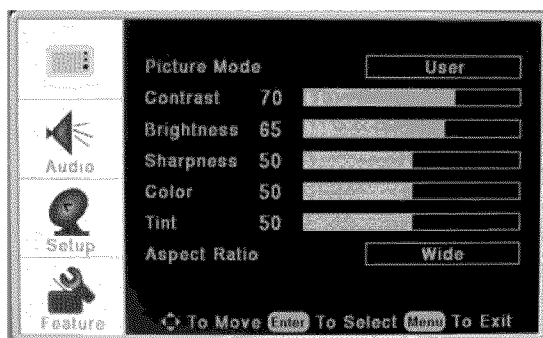 Picture Mode User
Contrast 70
Brightness 65
Sharpness 50
Color 50
Tint 50
Aspect Ratio Wide
Audio
Setup
Feature
To Move Enter To Select Menu To Exit